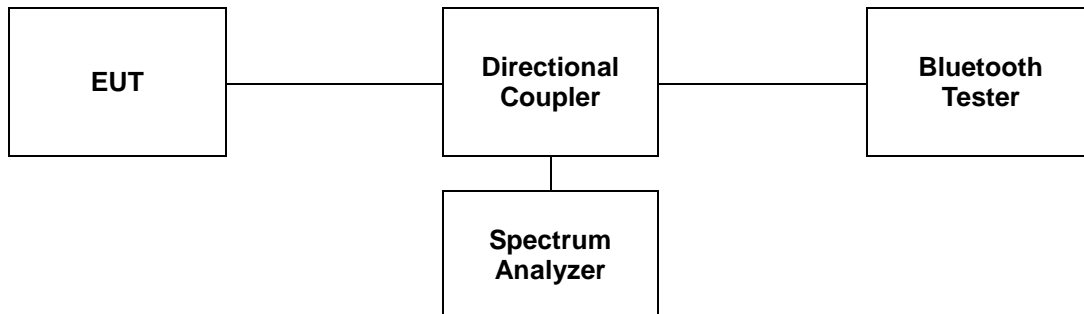 EUT
Directional
Coupler
Bluetooth
Tester
Spectrum
Analyzer